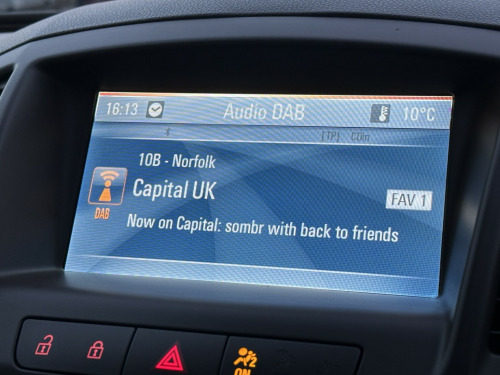 16:13 Audio DAB 10°C
[TP] CDin
10B - Norfolk
Capital UK
FAV 1
DAB
Now on Capital: sombr with back to friends
ON